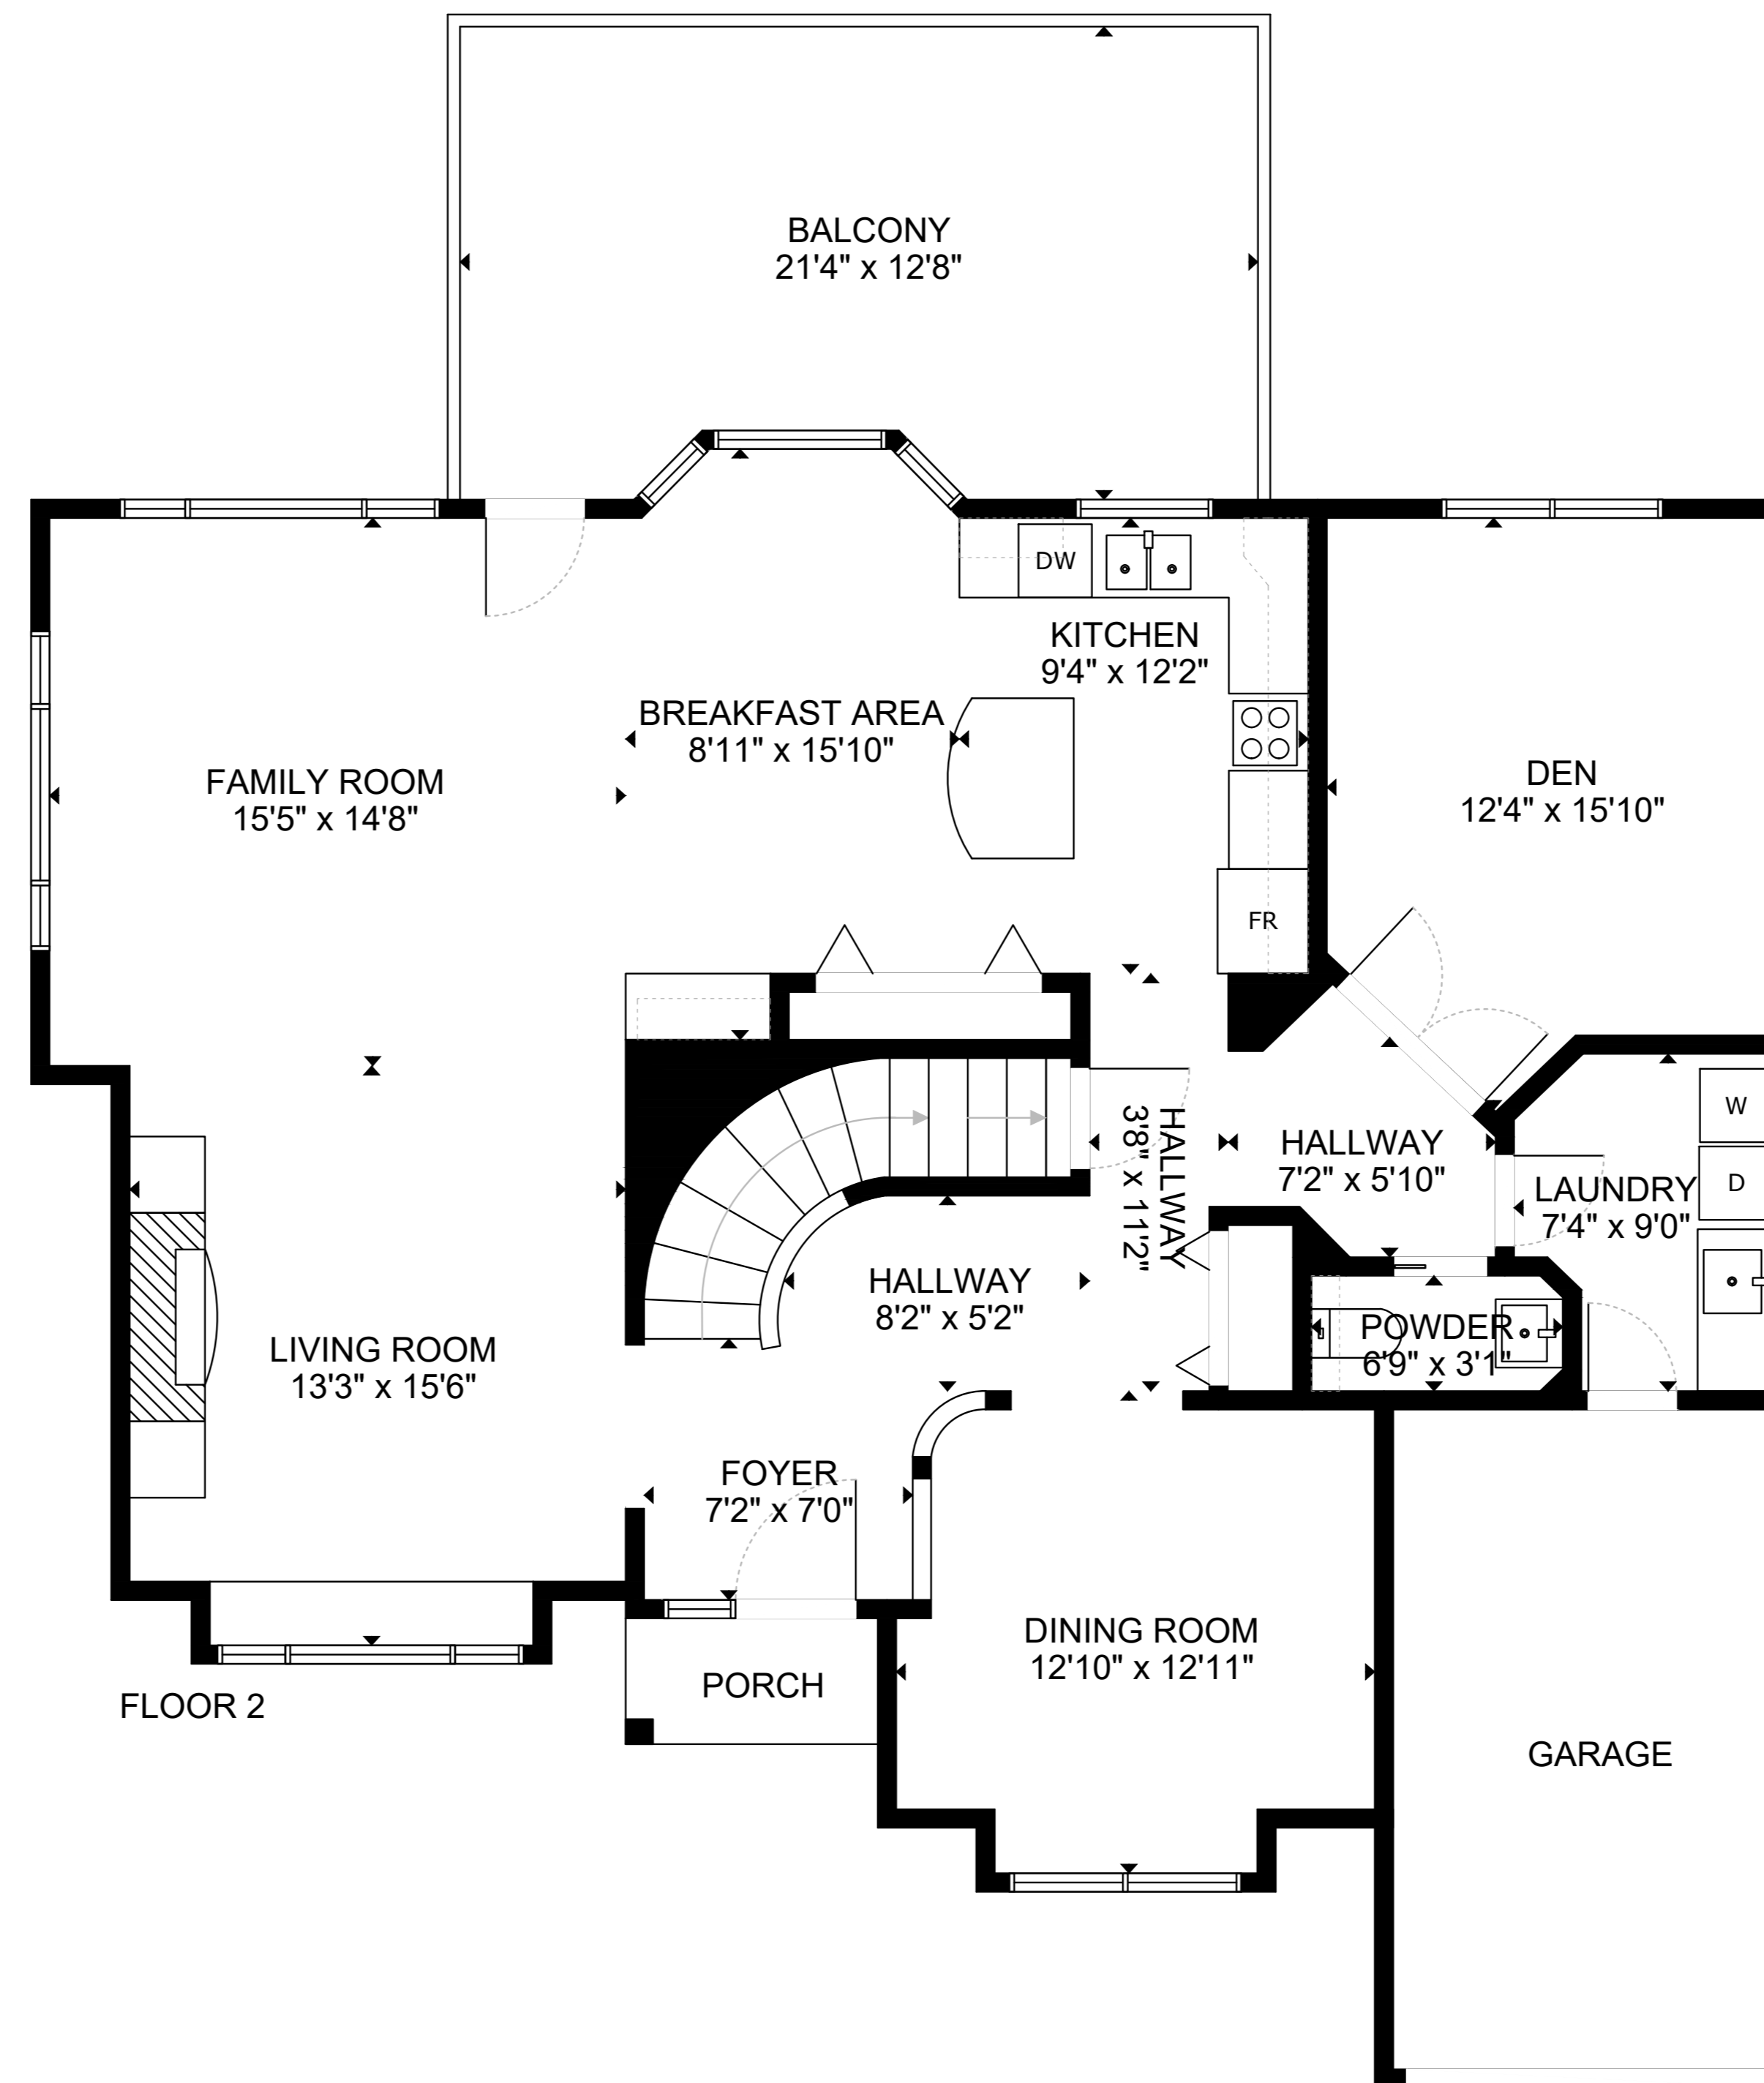 BALCONY
21'4" x 12'8"
DW
KITCHEN
9'4" x 12'2"
BREAKFAST AREA
8'11" x 15'10"
FAMILY ROOM
15'5" x 14'8"
DEN
12'4" x 15'10"
FR
W
D
HALLWAY
3'8" x 11'2"
HALLWAY
7'2" x 5'10"
LAUNDRY
7'4" x 9'0"
HALLWAY
8'2" x 5'2"
POWDER
6'9" x 3'1"
LIVING ROOM
13'3" x 15'6"
FOYER
7'2" x 7'0"
DINING ROOM
12'10" x 12'11"
PORCH
FLOOR 2
GARAGE